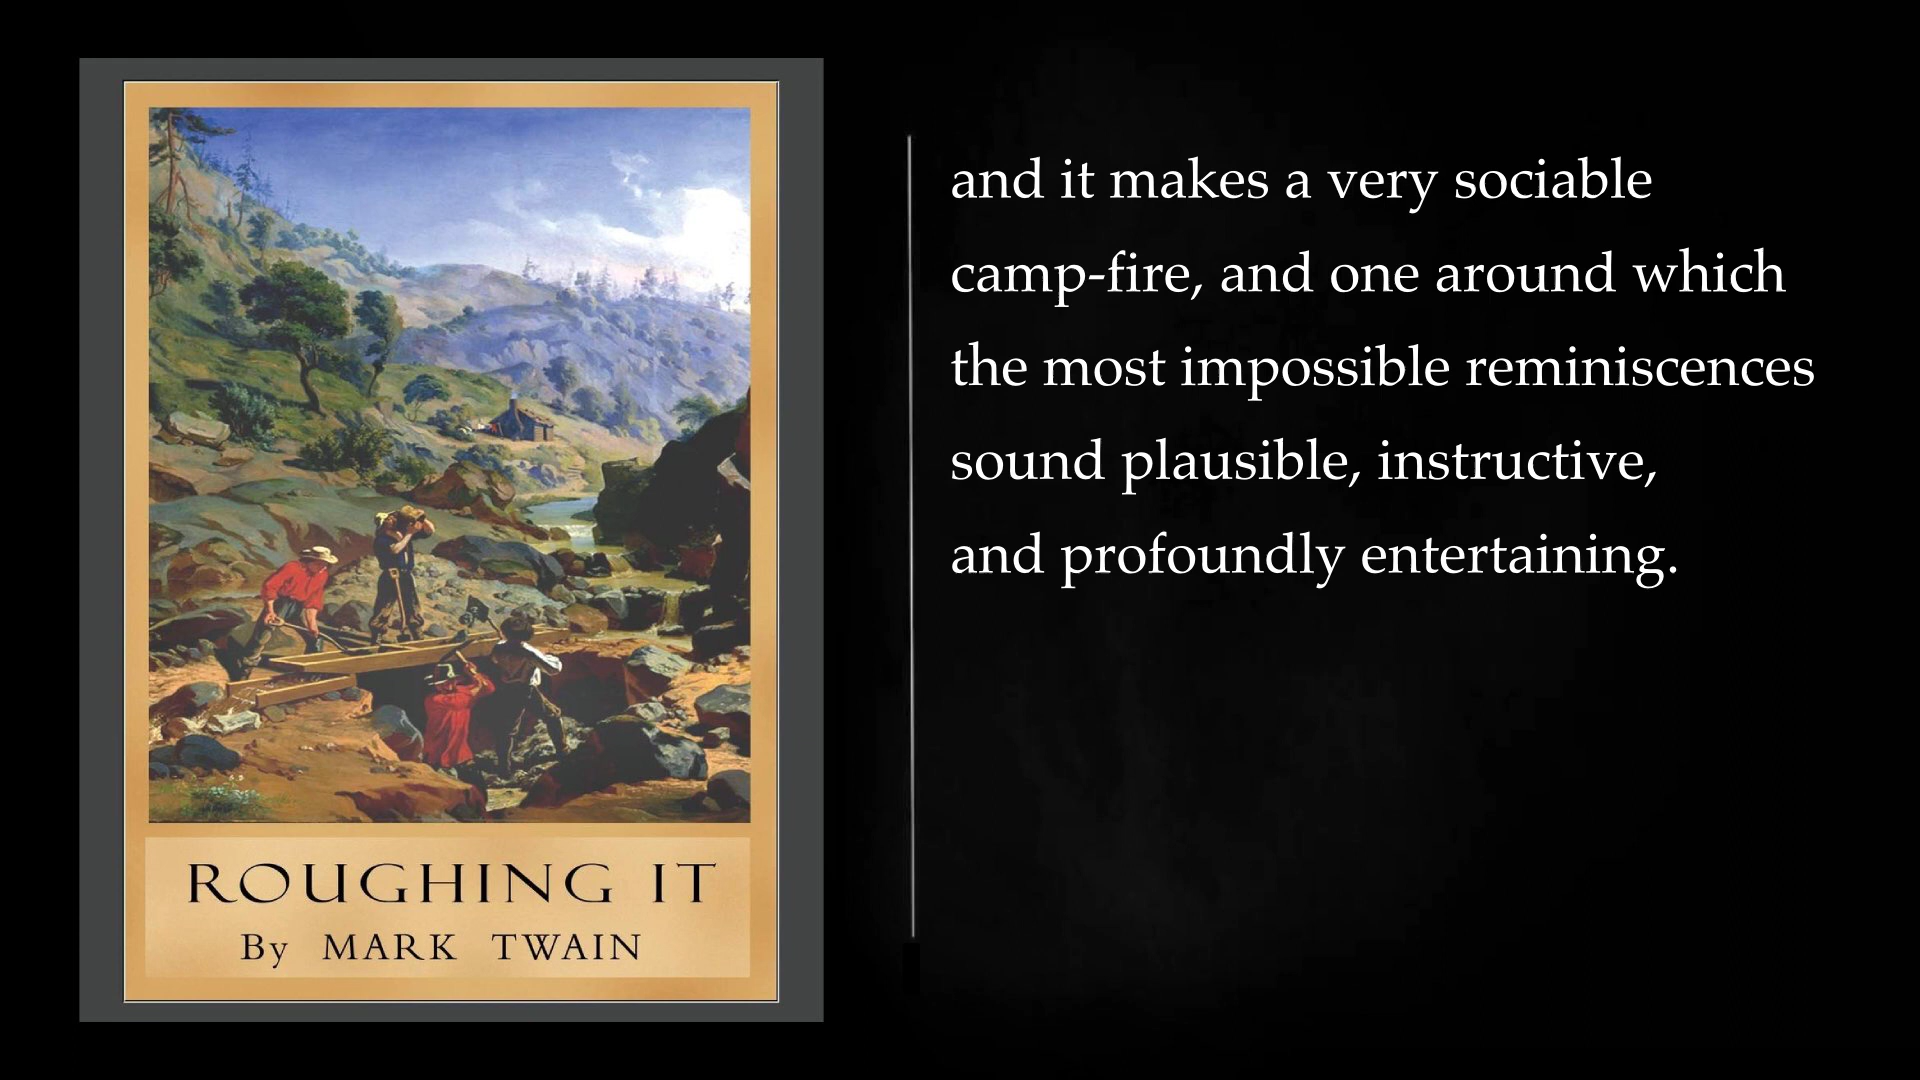 ROUGHING IT
By MARK TWAIN
and it makes a very sociable
camp-fire, and one around which
the most impossible reminiscences
sound plausible, instructive,
and profoundly entertaining.